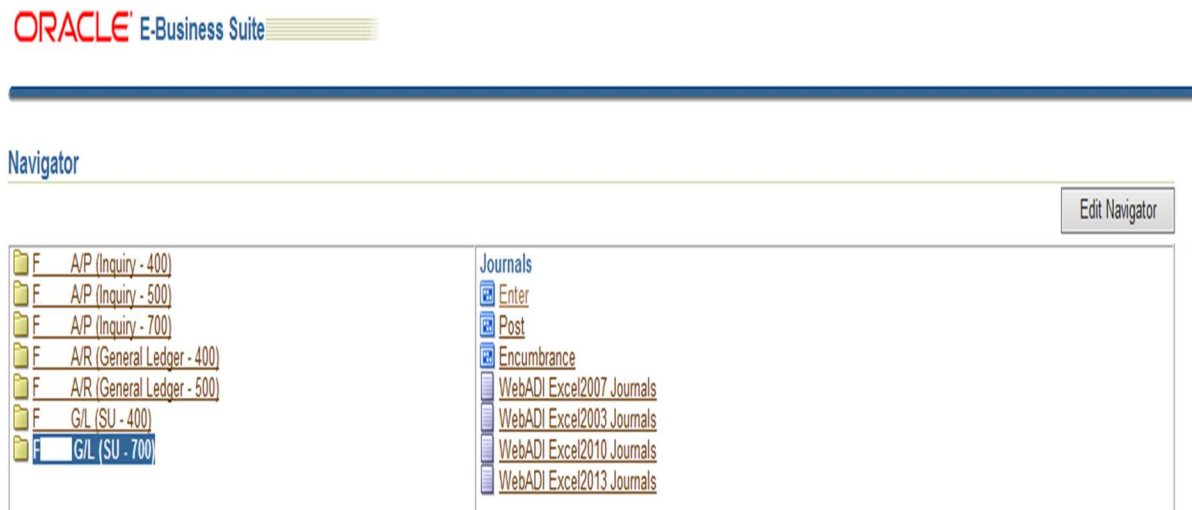 ORACLE E-Business Suite
Navigator
Edit Navigator
F A/P (Inquiry - 400)
F A/P (Inquiry - 500)
F A/P (Inquiry - 700)
F A/R (General Ledger - 400)
F A/R (General Ledger - 500)
F G/L (SU - 400)
F G/L (SU - 700)
Journals
Enter
Post
Encumbrance
WebADI Excel2007 Journals
WebADI Excel2003 Journals
WebADI Excel2010 Journals
WebADI Excel2013 Journals